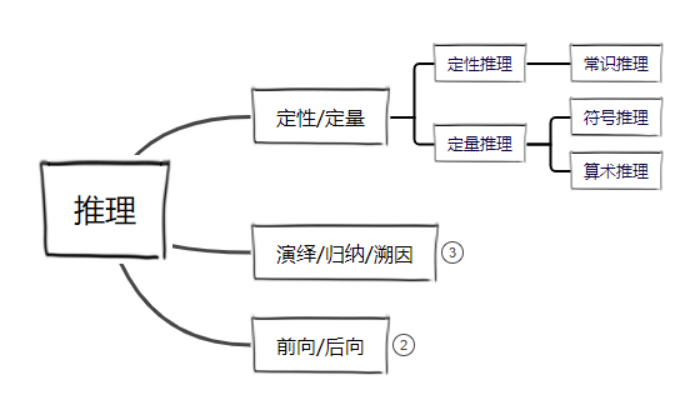 推理
定性/定量
定性推理
常识推理
定量推理
符号推理
算术推理
演绎/归纳/溯因
3
前向/后向
2